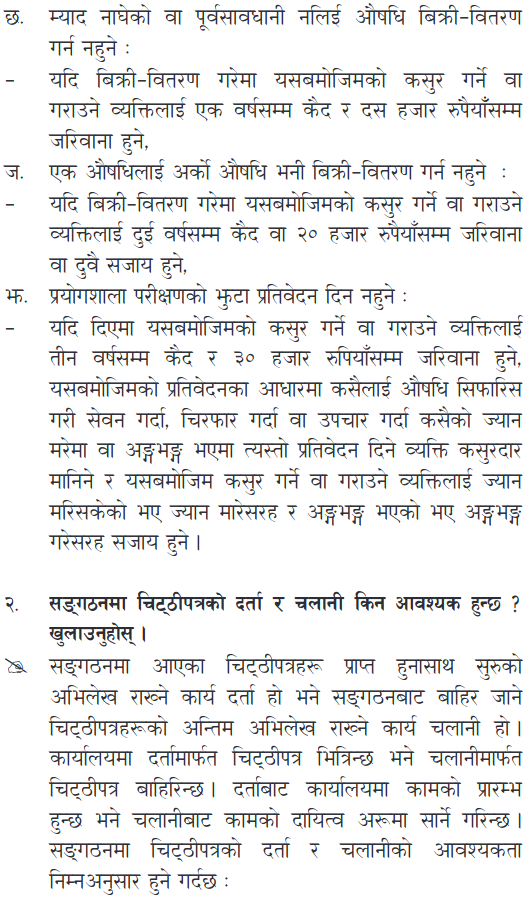 छ. म्याद नाघेको वा पूर्वसावधानी नलिई औषधि बिक्री-वितरण
गर्न नहुने :
– यदि बिक्री-वितरण गरेमा यसबमोजिमको कसुर गर्ने वा
गराउने व्यक्तिलाई एक वर्षसम्म कैद र दस हजार रुपैयाँसम्म
जरिवाना हुने,
ज. एक औषधिलाई अर्को औषधि भनी बिक्री-वितरण गर्न नहुने :
– यदि बिक्री-वितरण गरेमा यसबमोजिमको कसुर गर्ने वा गराउने
व्यक्तिलाई दुई वर्षसम्म कैद वा २० हजार रुपैयाँसम्म जरिवाना
वा दुवै सजाय हुने,
झ. प्रयोगशाला परीक्षणको झुटा प्रतिवेदन दिन नहुने :
– यदि दिएमा यसबमोजिमको कसुर गर्ने वा गराउने व्यक्तिलाई
तीन वर्षसम्म कैद र ३० हजार रुपियाँसम्म जरिवाना हुने,
यसबमोजिमको प्रतिवेदनका आधारमा कसैलाई औषधि सिफारिस
गरी सेवन गर्दा, चिरफार गर्दा वा उपचार गर्दा कसैको ज्यान
मरेमा वा अङ्गभङ्ग भएमा त्यस्तो प्रतिवेदन दिने व्यक्ति कसुरदार
मानिने र यसबमोजिम कसुर गर्ने वा गराउने व्यक्तिलाई ज्यान
मरिसकेको भए ज्यान मारेसरह र अङ्गभङ्ग भएको भए अङ्गभङ्ग
गरेसरह सजाय हुने ।
२. सङ्गठनमा चिट्ठीपत्रको दर्ता र चलानी किन आवश्यक हुन्छ ?
खुलाउनुहोस् ।
सङ्गठनमा आएका चिट्ठीपत्रहरू प्राप्त हुनासाथ सुरुको
अभिलेख राख्ने कार्य दर्ता हो भने सङ्गठनबाट बाहिर जाने
चिट्ठीपत्रहरूको अन्तिम अभिलेख राख्ने कार्य चलानी हो ।
कार्यालयमा दर्तामार्फत चिट्ठीपत्र भित्रिन्छ भने चलानीमार्फत
चिट्ठीपत्र बाहिरिन्छ । दर्ताबाट कार्यालयमा कामको प्रारम्भ
हुन्छ भने चलानीबाट कामको दायित्व अरूमा सार्ने गरिन्छ ।
सङ्गठनमा चिट्ठीपत्रको दर्ता र चलानीको आवश्यकता
निम्नअनुसार हुने गर्दछ :